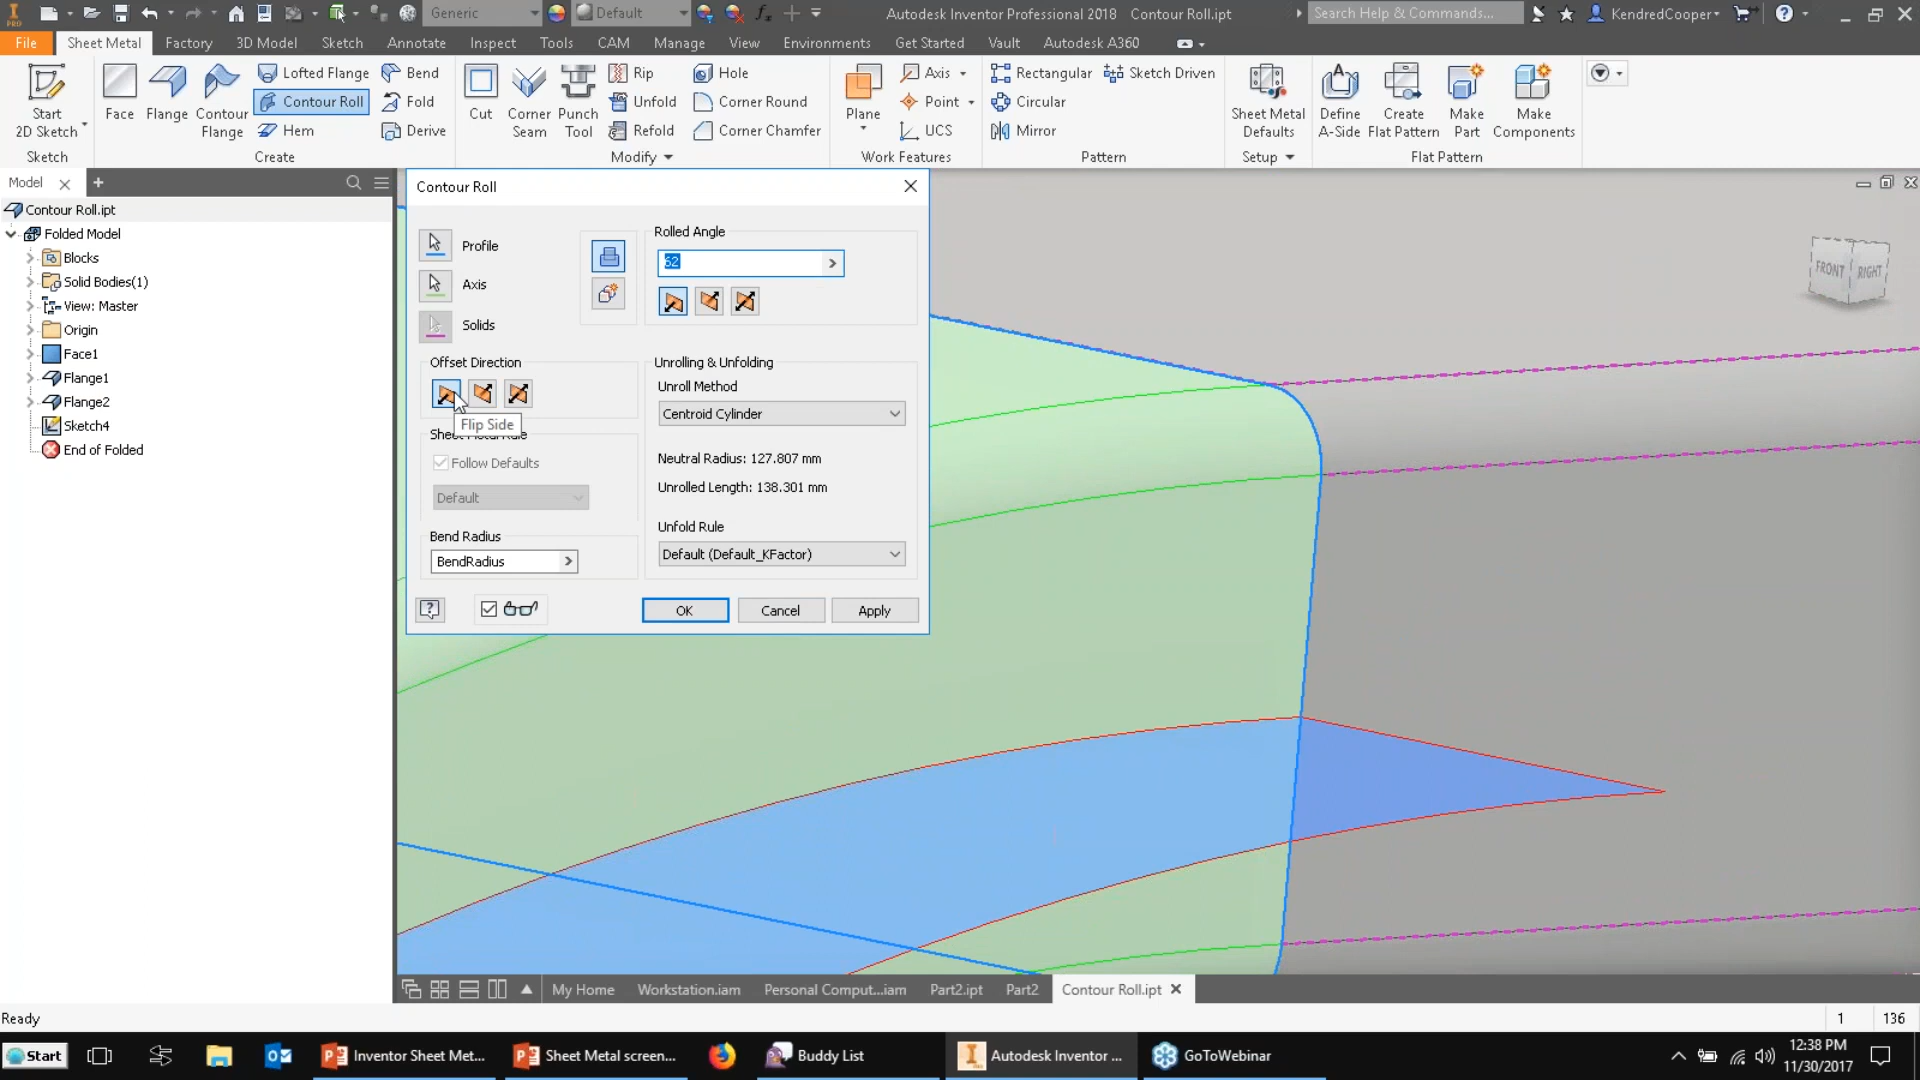 PRO
Generic
Default
Autodesk Inventor Professional 2018 Contour Roll.ipt
Search Help & Commands...
KendredCooper
File
Sheet Metal
Factory
3D Model
Sketch
Annotate
Inspect
Tools
CAM
Manage
View
Environments
Get Started
Vault
Autodesk A360
Start
2D Sketch
Face
Flange
Contour
Flange
Lofted Flange
Contour Roll
Hem
Bend
Fold
Derive
Cut
Corner
Seam
Punch
Tool
Rip
Unfold
Refold
Hole
Corner Round
Corner Chamfer
Plane
Axis
Point
UCS
Rectangular
Circular
Mirror
Sketch Driven
Sheet Metal
Defaults
Define
A-Side
Create
Flat Pattern
Make
Part
Make
Components
Sketch
Create
Modify
Work Features
Pattern
Setup
Flat Pattern
Model
Contour Roll.ipt
Folded Model
Blocks
Solid Bodies(1)
View: Master
Origin
Face1
Flange1
Flange2
Sketch4
End of Folded
Contour Roll
Profile
Axis
Solids
Rolled Angle
62
Offset Direction
Flip Side
Follow Defaults
Default
Bend Radius
BendRadius
Unrolling & Unfolding
Unroll Method
Centroid Cylinder
Neutral Radius: 127.807 mm
Unrolled Length: 138.301 mm
Unfold Rule
Default (Default_KFactor)
OK
Cancel
Apply
FRONT
RIGHT
My Home
Workstation.iam
Personal Comput...iam
Part2.ipt
Part2
Contour Roll.ipt
Ready
1
136
Start
Inventor Sheet Met...
Sheet Metal screen...
Buddy List
Autodesk Inventor ...
GoToWebinar
12:38 PM
11/30/2017